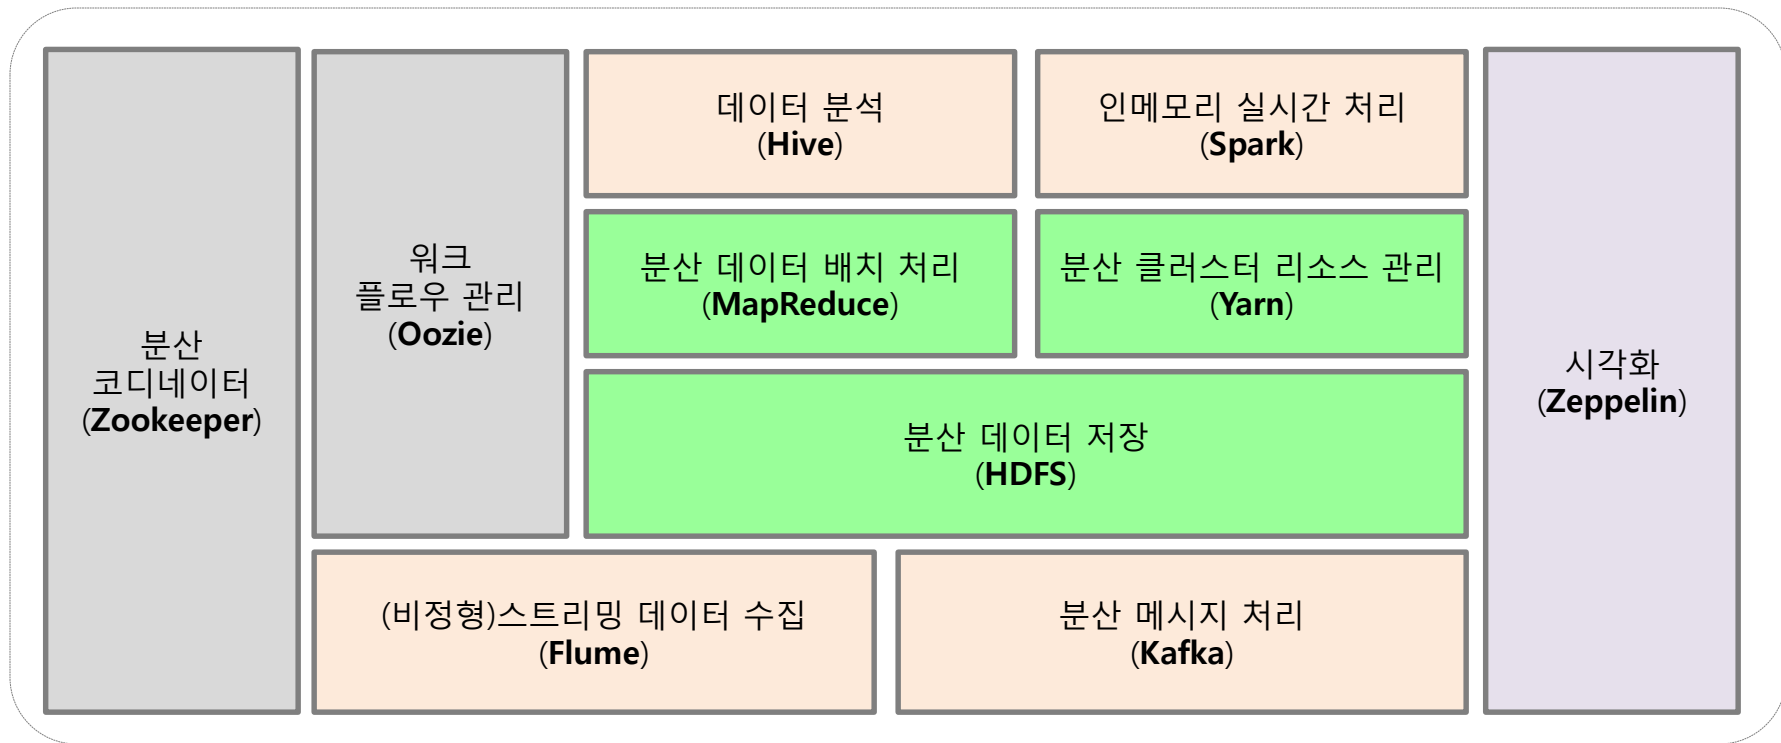 분산
코디네이터
(Zookeeper)
워크
플로우 관리
(Oozie)
데이터 분석
(Hive)
인메모리 실시간 처리
(Spark)
분산 데이터 배치 처리
(MapReduce)
분산 클러스터 리소스 관리
(Yarn)
분산 데이터 저장
(HDFS)
(비정형)스트리밍 데이터 수집
(Flume)
분산 메시지 처리
(Kafka)
시각화
(Zeppelin)